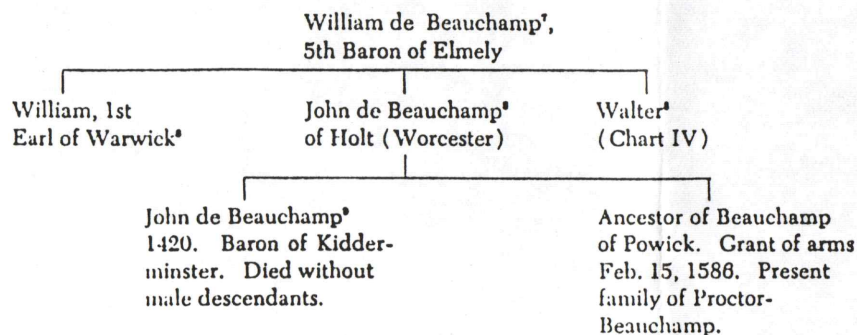 William de Beauchamp⁷,
5th Baron of Elmely
William, 1st
Earl of Warwick⁸
John de Beauchamp⁸
of Holt (Worcester)
Walter⁸
(Chart IV)
John de Beauchamp⁹
1420. Baron of Kidder-
minster. Died without
male descendants.
Ancestor of Beauchamp
of Powick. Grant of arms
Feb. 15, 1586. Present
family of Proctor-
Beauchamp.